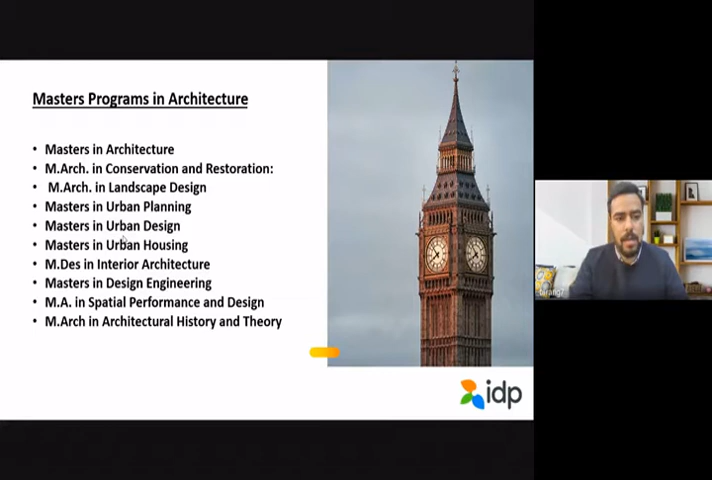 Masters Programs in Architecture
• Masters in Architecture
• M.Arch. in Conservation and Restoration:
• M.Arch. in Landscape Design
• Masters in Urban Planning
• Masters in Urban Design
• Masters in Urban Housing
• M.Des in Interior Architecture
• Masters in Design Engineering
• M.A. in Spatial Performance and Design
• M.Arch in Architectural History and Theory
idp